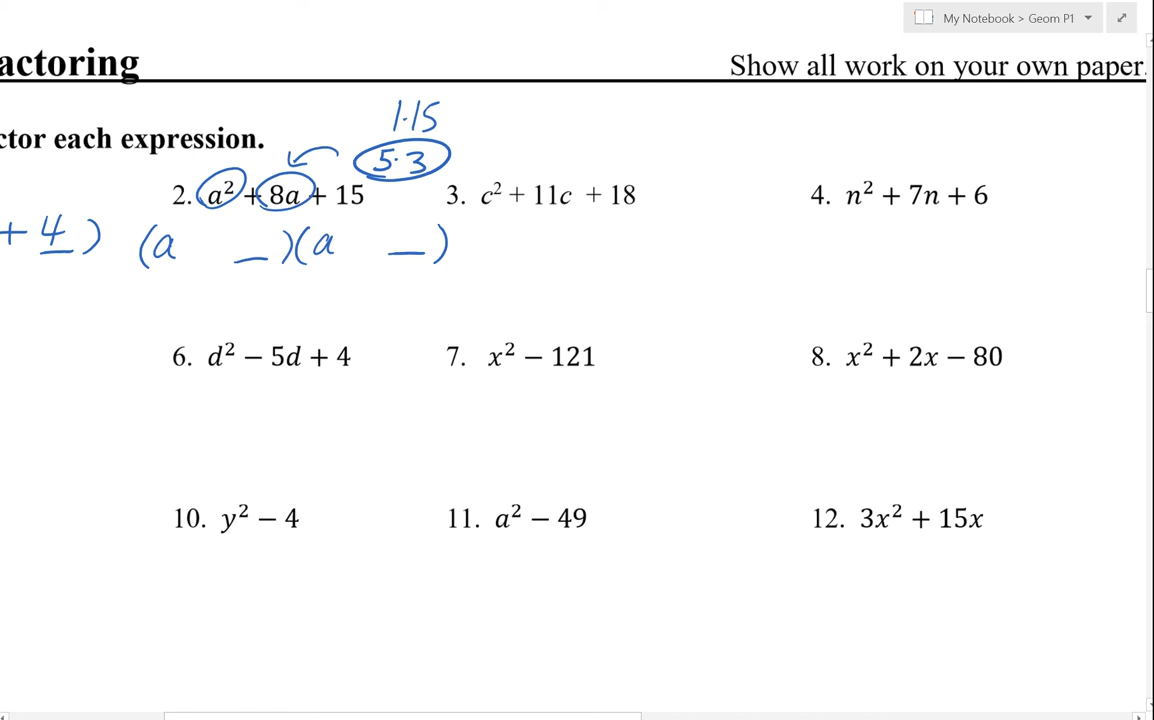 My Notebook > Geom P1
actoring
Show all work on your own paper.
1·15
ctor each expression.
5·3
2. a² + 8a + 15
3. c² + 11c + 18
4. n² + 7n + 6
+ 4 ) (a _ )(a _ )
6. d² − 5d + 4
7. x² − 121
8. x² + 2x − 80
10. y² − 4
11. a² − 49
12. 3x² + 15x